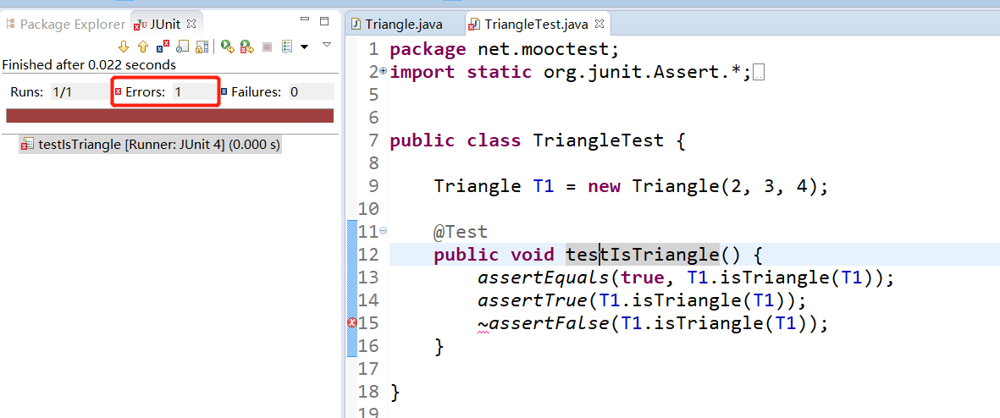 Package Explorer JUnit
Finished after 0.022 seconds
Runs: 1/1 Errors: 1 Failures: 0
testIsTriangle [Runner: JUnit 4] (0.000 s)
Triangle.java TriangleTest.java
1 package net.mooctest;
2 import static org.junit.Assert.*;
5
6
7 public class TriangleTest {
8
9 Triangle T1 = new Triangle(2, 3, 4);
10
11 @Test
12 public void testIsTriangle() {
13 assertEquals(true, T1.isTriangle(T1));
14 assertTrue(T1.isTriangle(T1));
15 ~assertFalse(T1.isTriangle(T1));
16 }
17
18 }
19